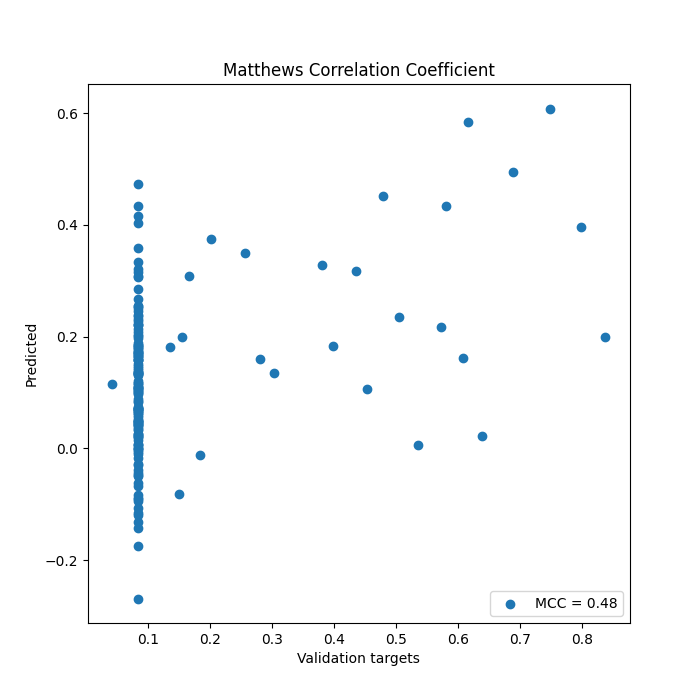 Matthews Correlation Coefficient
0.6
0.4
0.2
0.0
−0.2
Predicted
0.1 0.2 0.3 0.4 0.5 0.6 0.7 0.8
Validation targets
MCC = 0.48